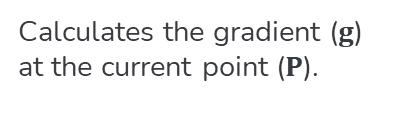 Calculates the gradient (g)
at the current point (P).